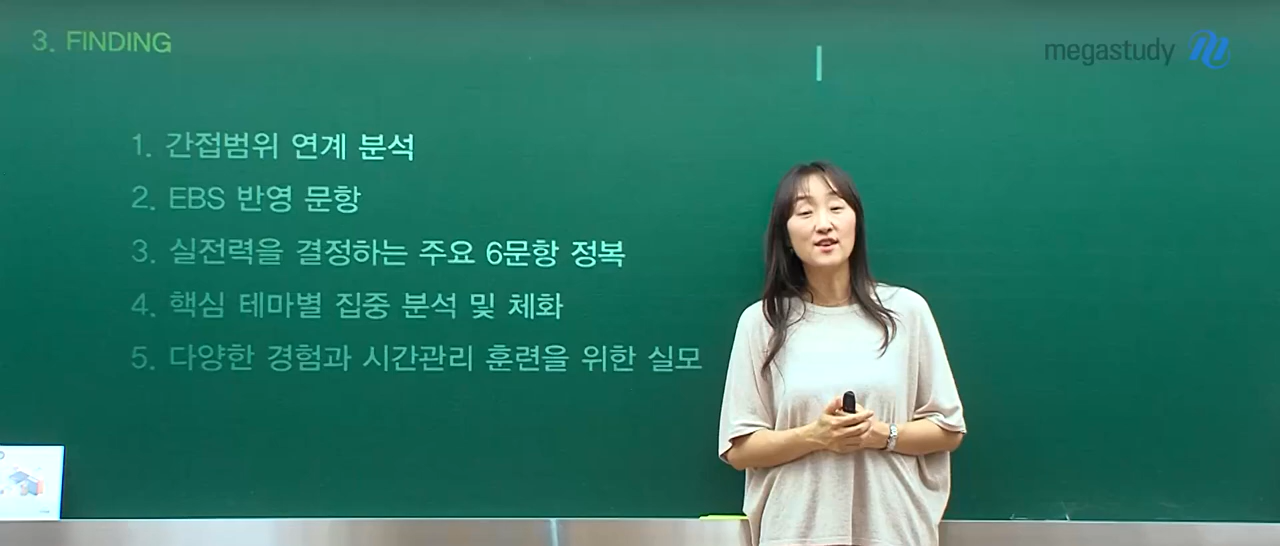 3. FINDING
megastudy
1. 간접범위 연계 분석
2. EBS 반영 문항
3. 실전력을 결정하는 주요 6문항 정복
4. 핵심 테마별 집중 분석 및 체화
5. 다양한 경험과 시간관리 훈련을 위한 실모